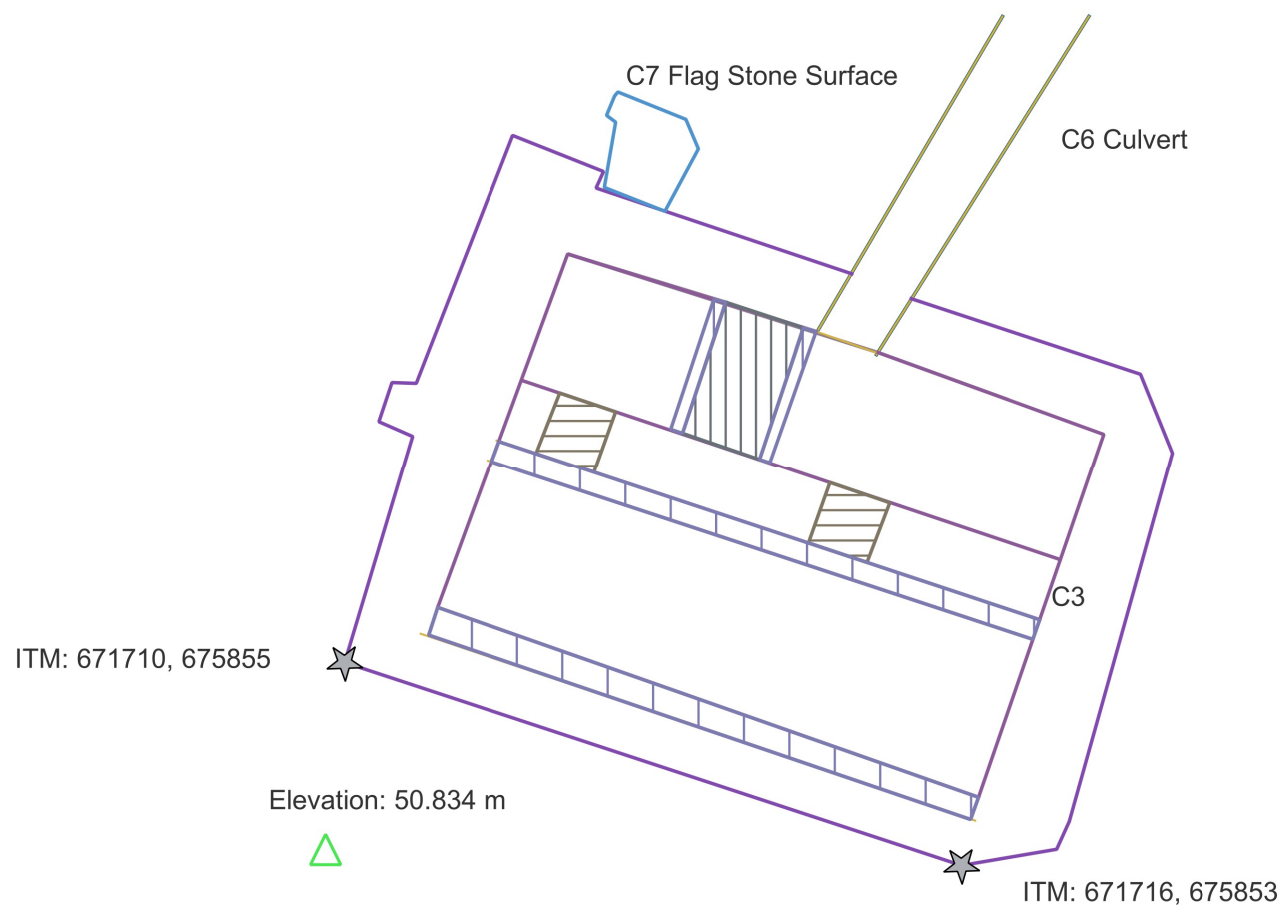 C7 Flag Stone Surface
C6 Culvert
C3
ITM: 671710, 675855
Elevation: 50.834 m
ITM: 671716, 675853